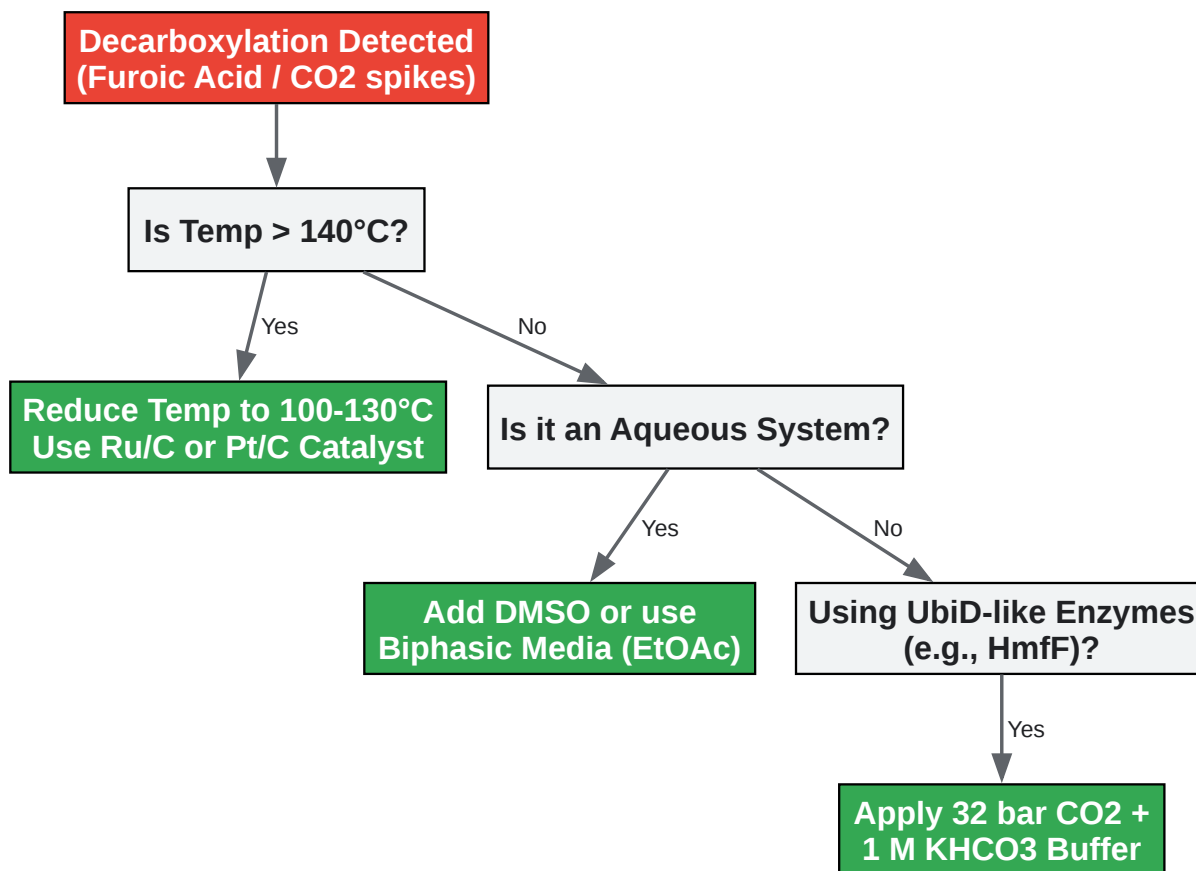 Decarboxylation Detected
(Furoic Acid / CO2 spikes)
Is Temp > 140°C?
Yes
No
Reduce Temp to 100-130°C
Use Ru/C or Pt/C Catalyst
Is it an Aqueous System?
Yes
No
Add DMSO or use
Biphasic Media (EtOAc)
Using UbiD-like Enzymes
(e.g., HmfF)?
Yes
Apply 32 bar CO2 +
1 M KHCO3 Buffer